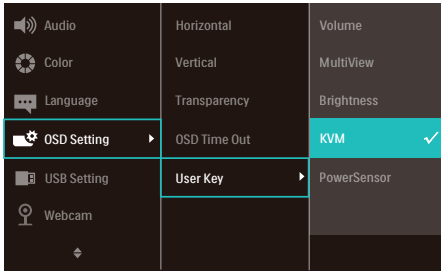 Audio
Color
Language
OSD Setting
USB Setting
Webcam
Horizontal
Vertical
Transparency
OSD Time Out
User Key
Volume
MultiView
Brightness
KVM
PowerSensor